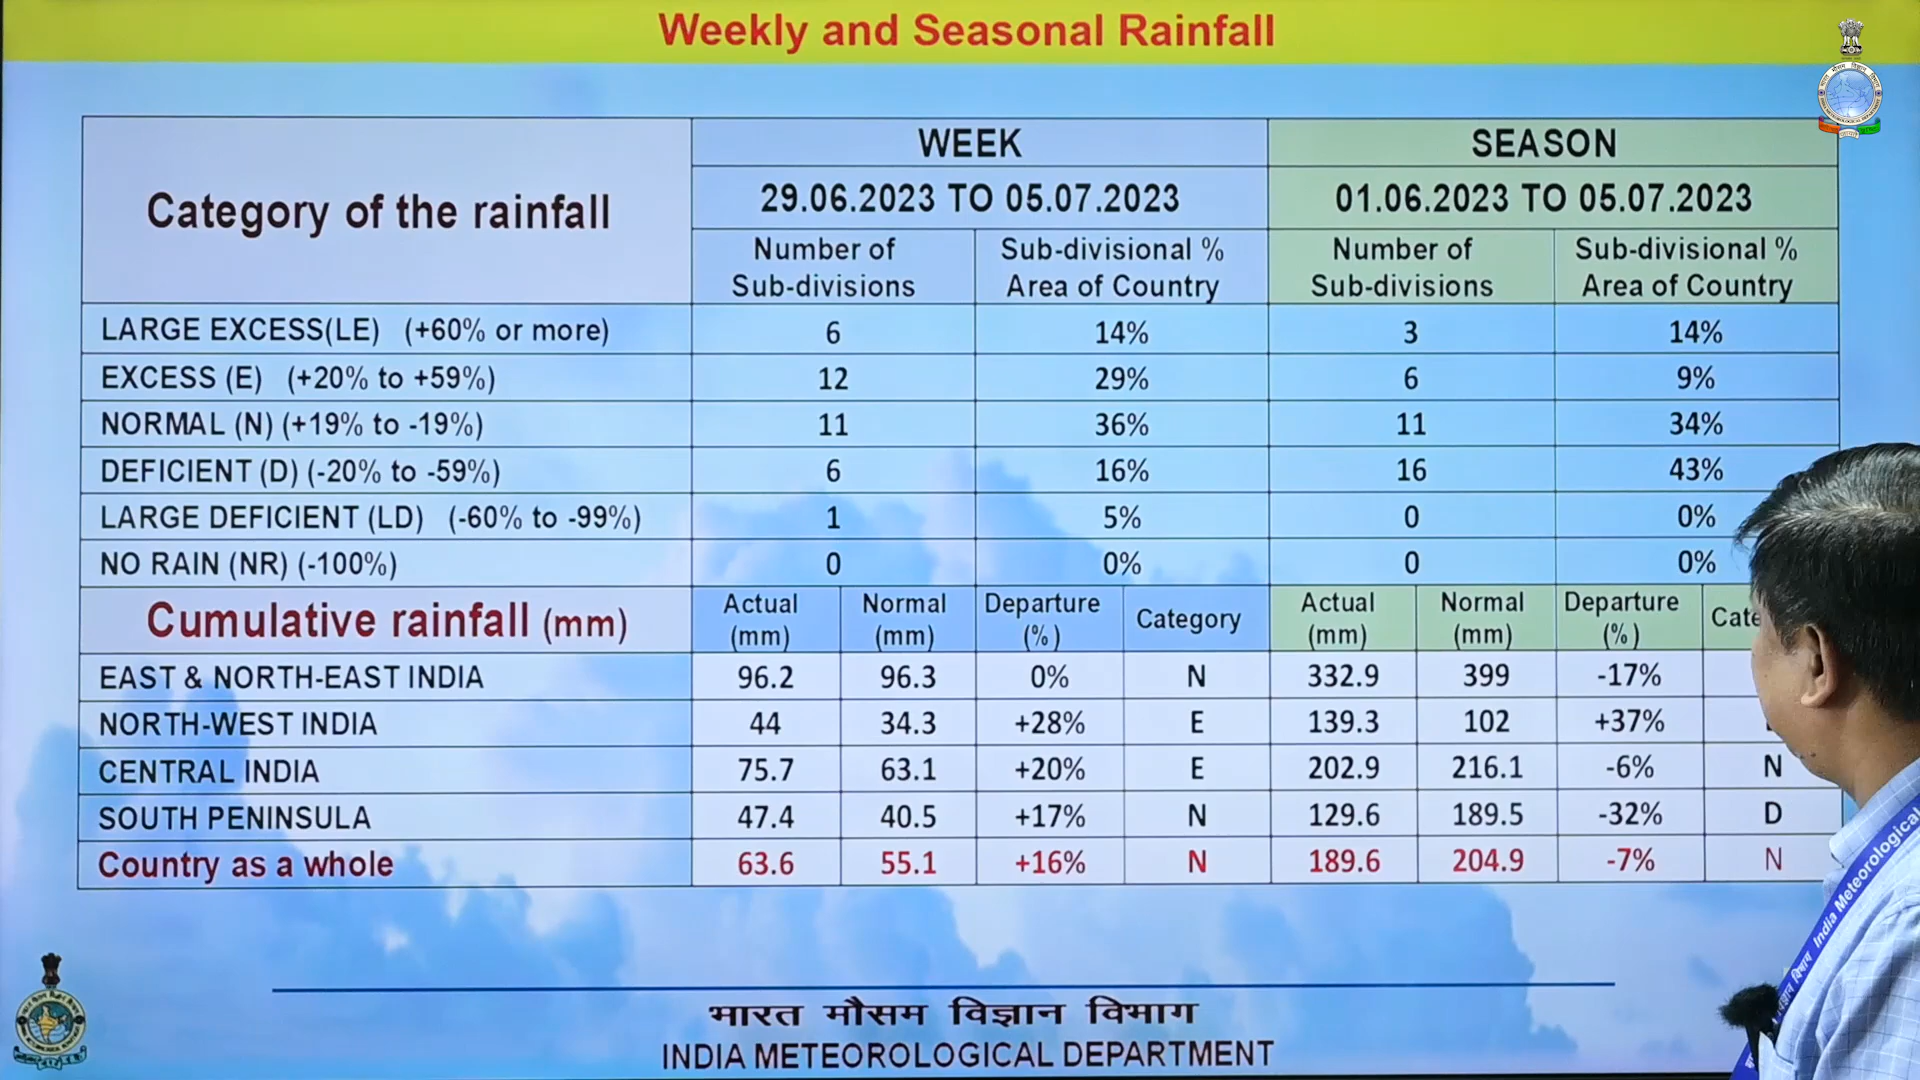 Weekly and Seasonal Rainfall
Category of the rainfall
WEEK
SEASON
29.06.2023 TO 05.07.2023
01.06.2023 TO 05.07.2023
Number of Sub-divisions
Sub-divisional % Area of Country
Number of Sub-divisions
Sub-divisional % Area of Country
LARGE EXCESS(LE) (+60% or more) 6 14% 3 14%
EXCESS (E) (+20% to +59%) 12 29% 6 9%
NORMAL (N) (+19% to -19%) 11 36% 11 34%
DEFICIENT (D) (-20% to -59%) 6 16% 16 43%
LARGE DEFICIENT (LD) (-60% to -99%) 1 5% 0 0%
NO RAIN (NR) (-100%) 0 0% 0 0%
Cumulative rainfall (mm) Actual (mm) Normal (mm) Departure (%) Category Actual (mm) Normal (mm) Departure (%) Cate
EAST & NORTH-EAST INDIA 96.2 96.3 0% N 332.9 399 -17%
NORTH-WEST INDIA 44 34.3 +28% E 139.3 102 +37%
CENTRAL INDIA 75.7 63.1 +20% E 202.9 216.1 -6% N
SOUTH PENINSULA 47.4 40.5 +17% N 129.6 189.5 -32% D
Country as a whole 63.6 55.1 +16% N 189.6 204.9 -7% N
भारत मौसम विज्ञान विभाग
INDIA METEOROLOGICAL DEPARTMENT
विज्ञान विभाग India Meteorological